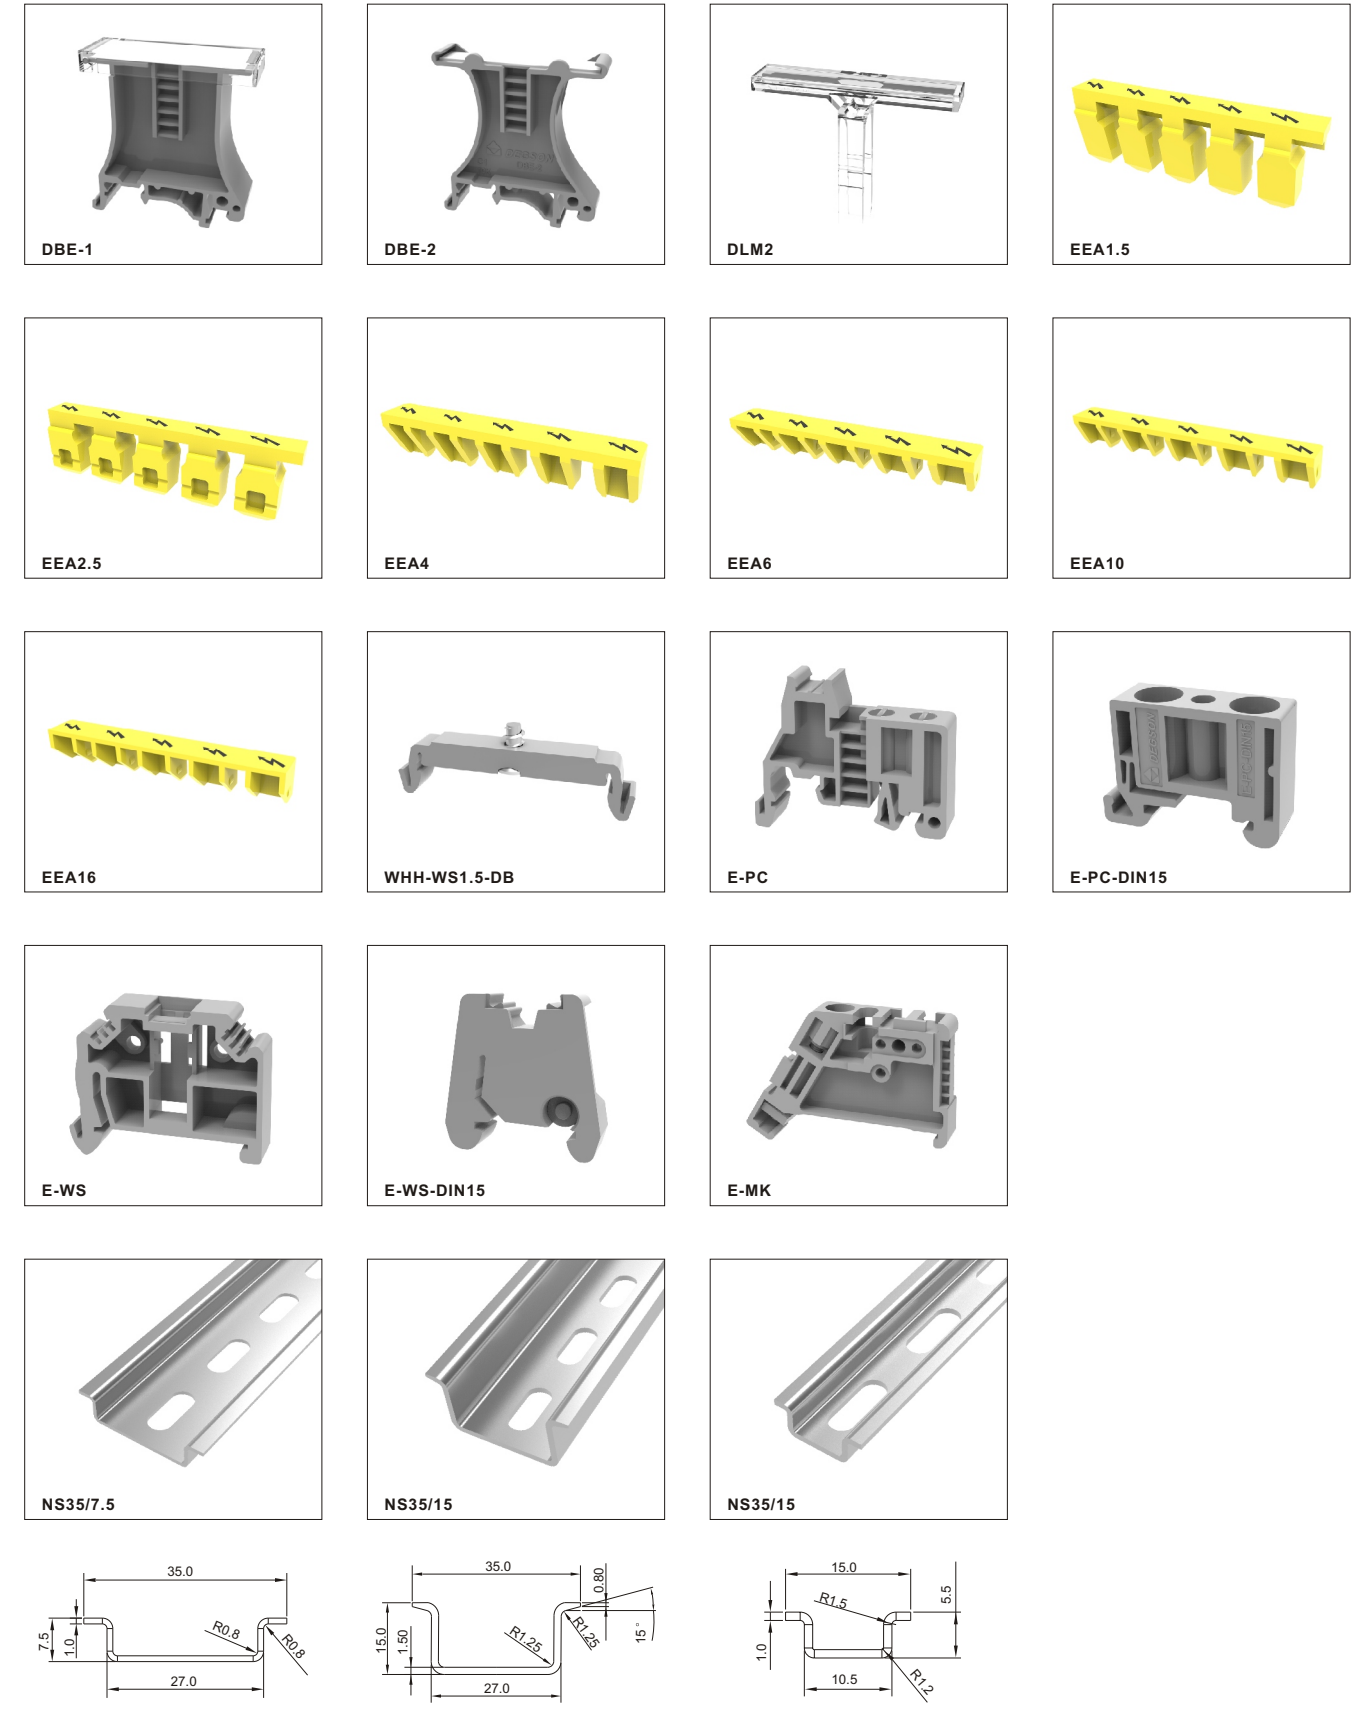 DBE-1
DBE-2
DLM2
EEA1.5
EEA2.5
EEA4
EEA6
EEA10
EEA16
WHH-WS1.5-DB
E-PC
DEGSON
E-PC-DIN15
E-PC-DIN15
E-WS
E-WS-DIN15
E-MK
NS35/7.5
NS35/15
NS35/15
35.0
7.5
1.0
R0.8
R0.8
27.0
35.0
0.80
15.0
1.50
R1.25
R1.25
15°
27.0
15.0
5.5
R1.5
1.0
R1.2
10.5